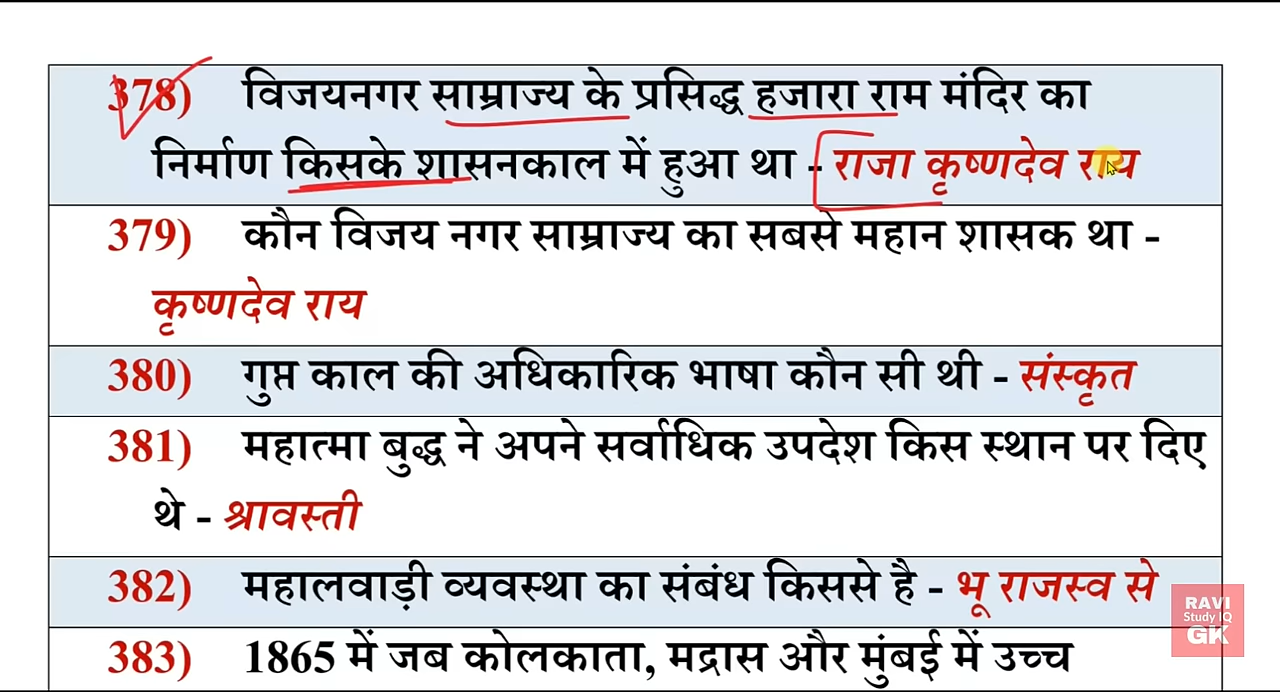 378) विजयनगर साम्राज्य के प्रसिद्ध हजारा राम मंदिर का
निर्माण किसके शासनकाल में हुआ था - राजा कृष्णदेव राय
379) कौन विजय नगर साम्राज्य का सबसे महान शासक था -
कृष्णदेव राय
380) गुप्त काल की अधिकारिक भाषा कौन सी थी - संस्कृत
381) महात्मा बुद्ध ने अपने सर्वाधिक उपदेश किस स्थान पर दिए
थे - श्रावस्ती
382) महालवाड़ी व्यवस्था का संबंध किससे है - भू राजस्व से
RAVI
Study IQ
GK
383) 1865 में जब कोलकाता, मद्रास और मुंबई में उच्च